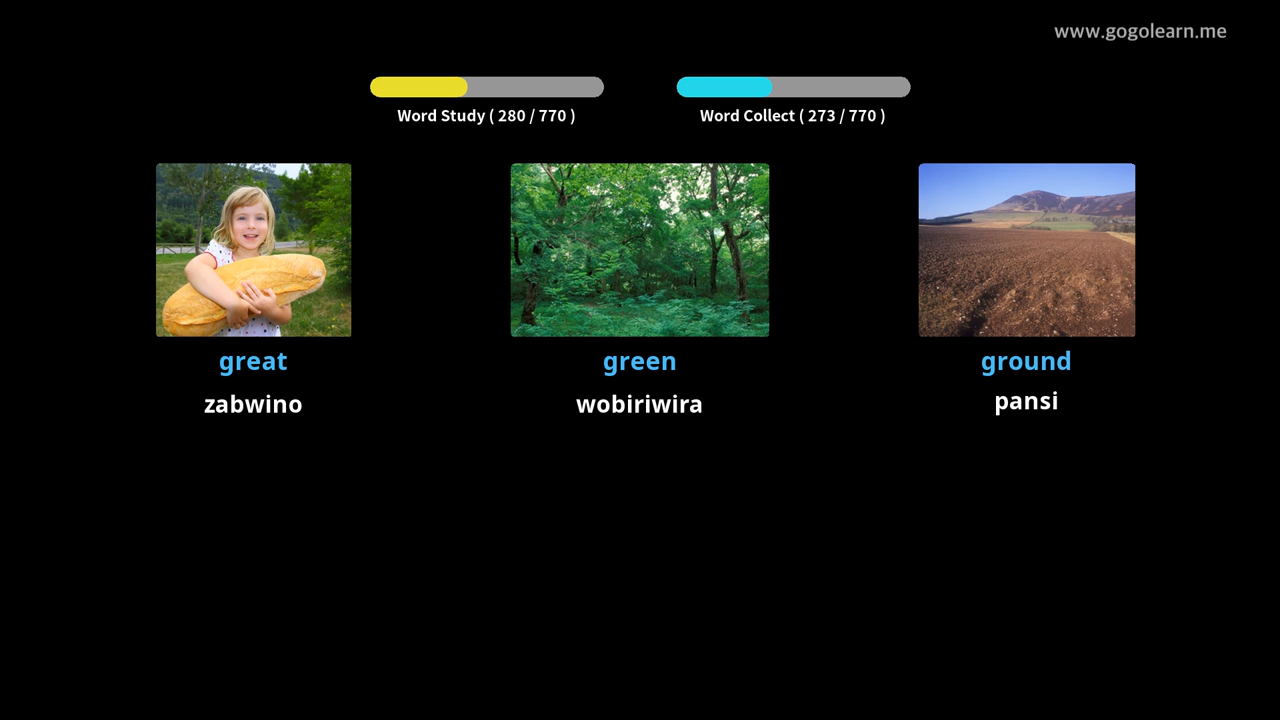 www.gogolearn.me
Word Study ( 280 / 770 )
Word Collect ( 273 / 770 )
great
green
ground
zabwino
wobiriwira
pansi